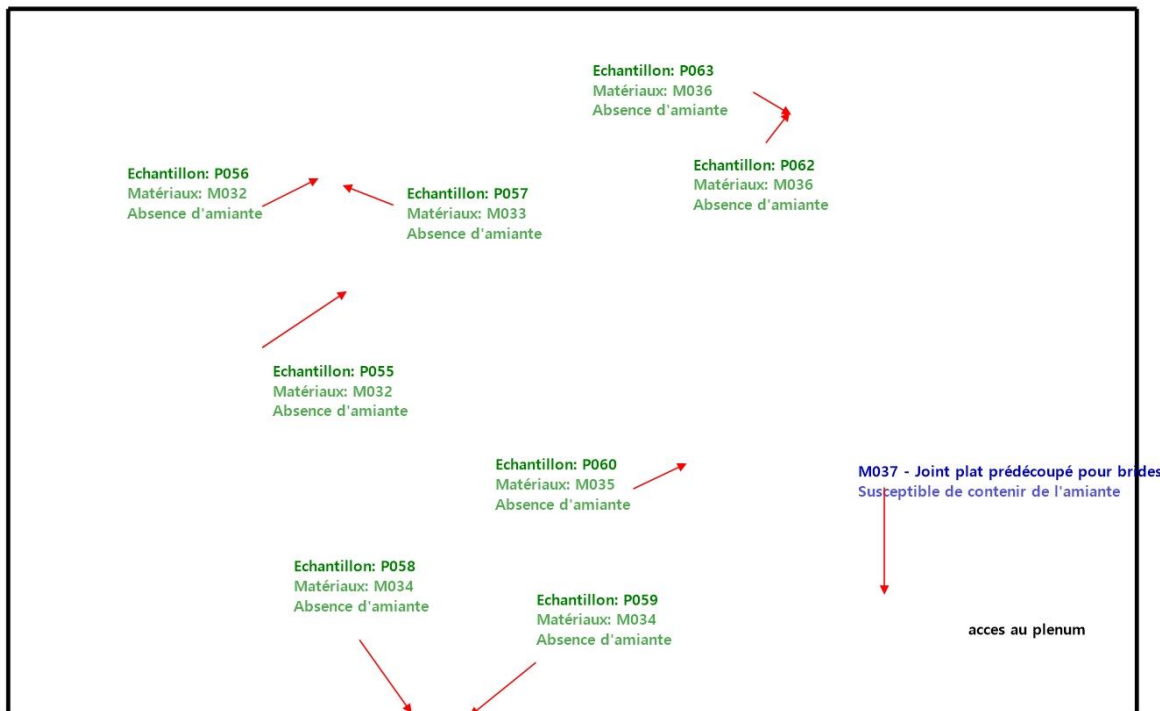 Echantillon: P063
Matériaux: M036
Absence d'amiante
Echantillon: P056
Matériaux: M032
Absence d'amiante
Echantillon: P057
Matériaux: M033
Absence d'amiante
Echantillon: P062
Matériaux: M036
Absence d'amiante
Echantillon: P055
Matériaux: M032
Absence d'amiante
Echantillon: P060
Matériaux: M035
Absence d'amiante
M037 - Joint plat prédécoupé pour brides
Susceptible de contenir de l'amiante
Echantillon: P058
Matériaux: M034
Absence d'amiante
Echantillon: P059
Matériaux: M034
Absence d'amiante
acces au plenum